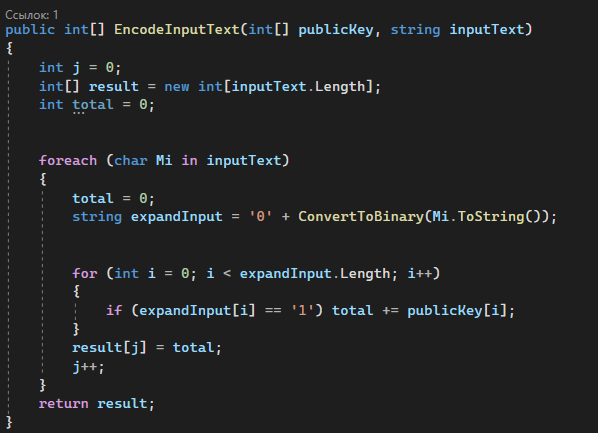 Ссылок: 1
public int[] EncodeInputText(int[] publicKey, string inputText)
{
int j = 0;
int[] result = new int[inputText.Length];
int total = 0;
foreach (char Mi in inputText)
{
total = 0;
string expandInput = '0' + ConvertToBinary(Mi.ToString());
for (int i = 0; i < expandInput.Length; i++)
{
if (expandInput[i] == '1') total += publicKey[i];
}
result[j] = total;
j++;
}
return result;
}